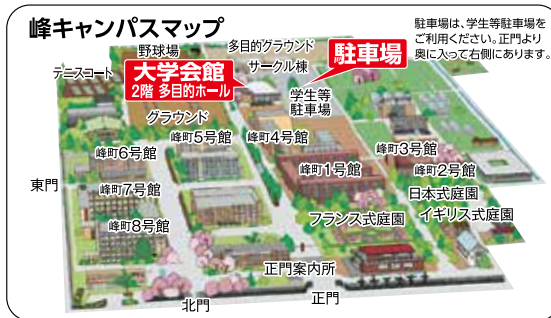 峰キャンパスマップ
駐車場は、学生等駐車場を
ご利用ください。正門より
奥に入って右側にあります。
野球場
多目的グラウンド
テニスコート
大学会館
2階 多目的ホール
サークル棟
駐車場
学生等
駐車場
グラウンド
峰町5号館
峰町4号館
峰町6号館
峰町3号館
峰町1号館
峰町2号館
東門
峰町7号館
日本式庭園
峰町8号館
フランス式庭園
イギリス式庭園
正門案内所
北門
正門